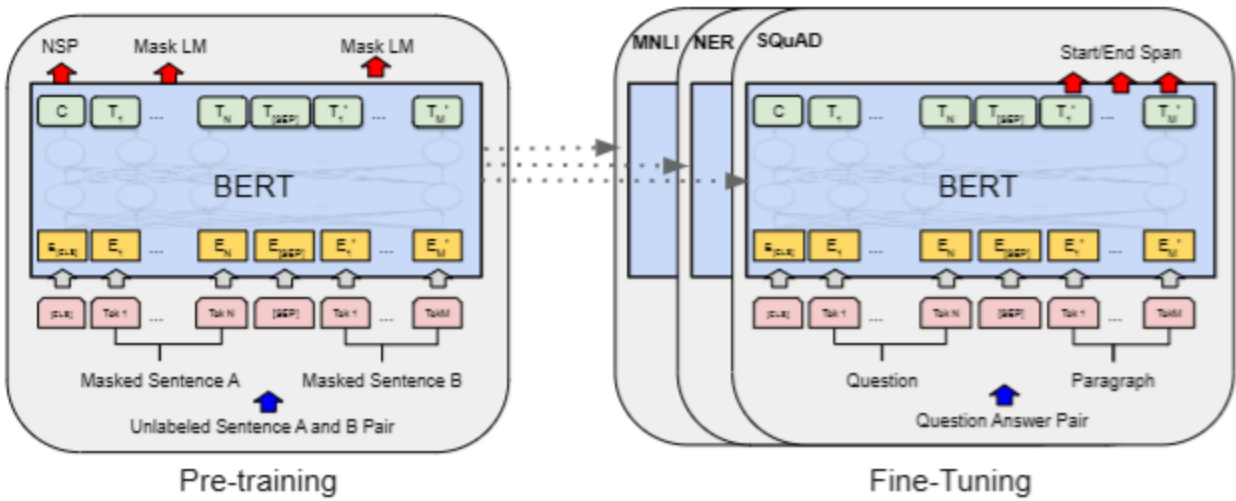 NSP Mask LM Mask LM
C T1 ... TN T[SEP] T1' ... TM'
BERT
E[CLS] E1 ... EN E[SEP] E1' ... EM'
[CLS] Tok 1 ... Tok N [SEP] Tok 1 ... TokM
Masked Sentence A Masked Sentence B
Unlabeled Sentence A and B Pair
Pre-training
MNLI NER SQuAD
Start/End Span
C T1 ... TN T[SEP] T1' ... TM'
BERT
E[CLS] E1 ... EN E[SEP] E1' ... EM'
[CLS] Tok 1 ... Tok N [SEP] Tok 1 ... TokM
Question Paragraph
Question Answer Pair
Fine-Tuning